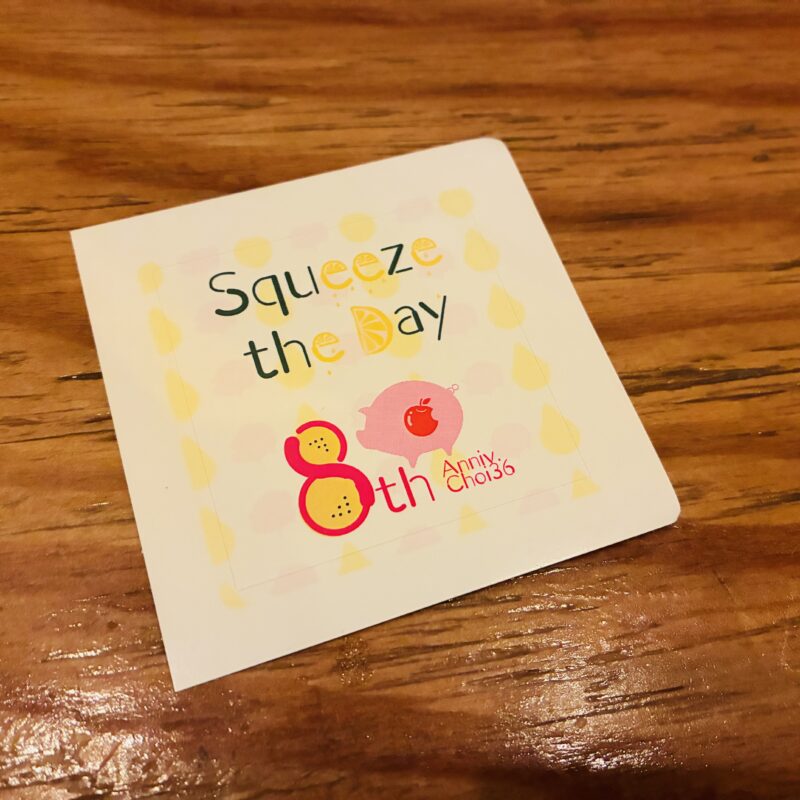 Squeeze
the Day
8th
Anniv.
Choi36